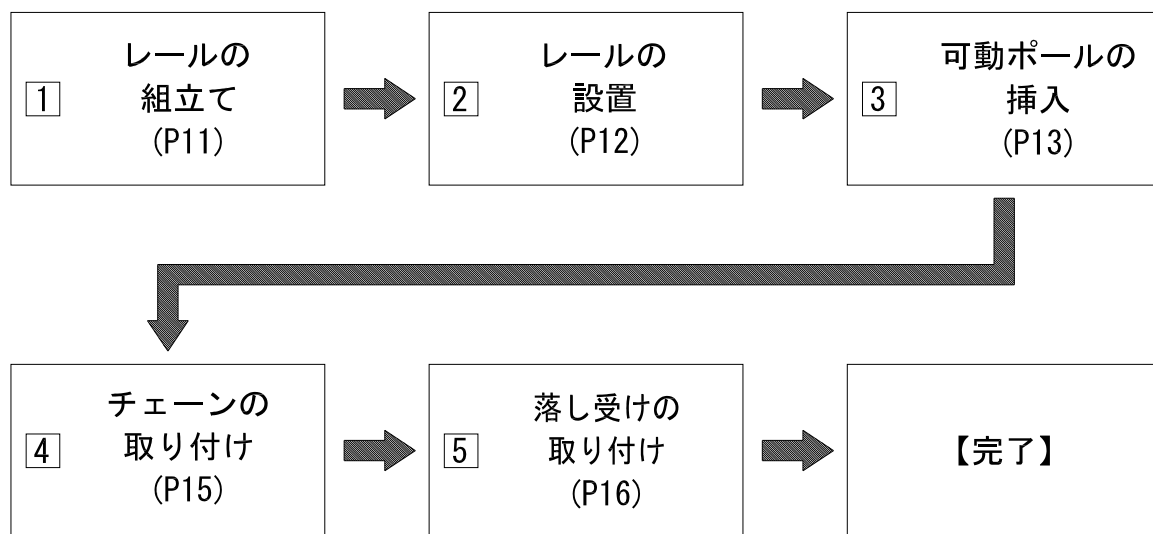 1
レールの
組立て
(P11)
2
レールの
設置
(P12)
3
可動ポールの
挿入
(P13)
4
チェーンの
取り付け
(P15)
5
落し受けの
取り付け
(P16)
【完了】